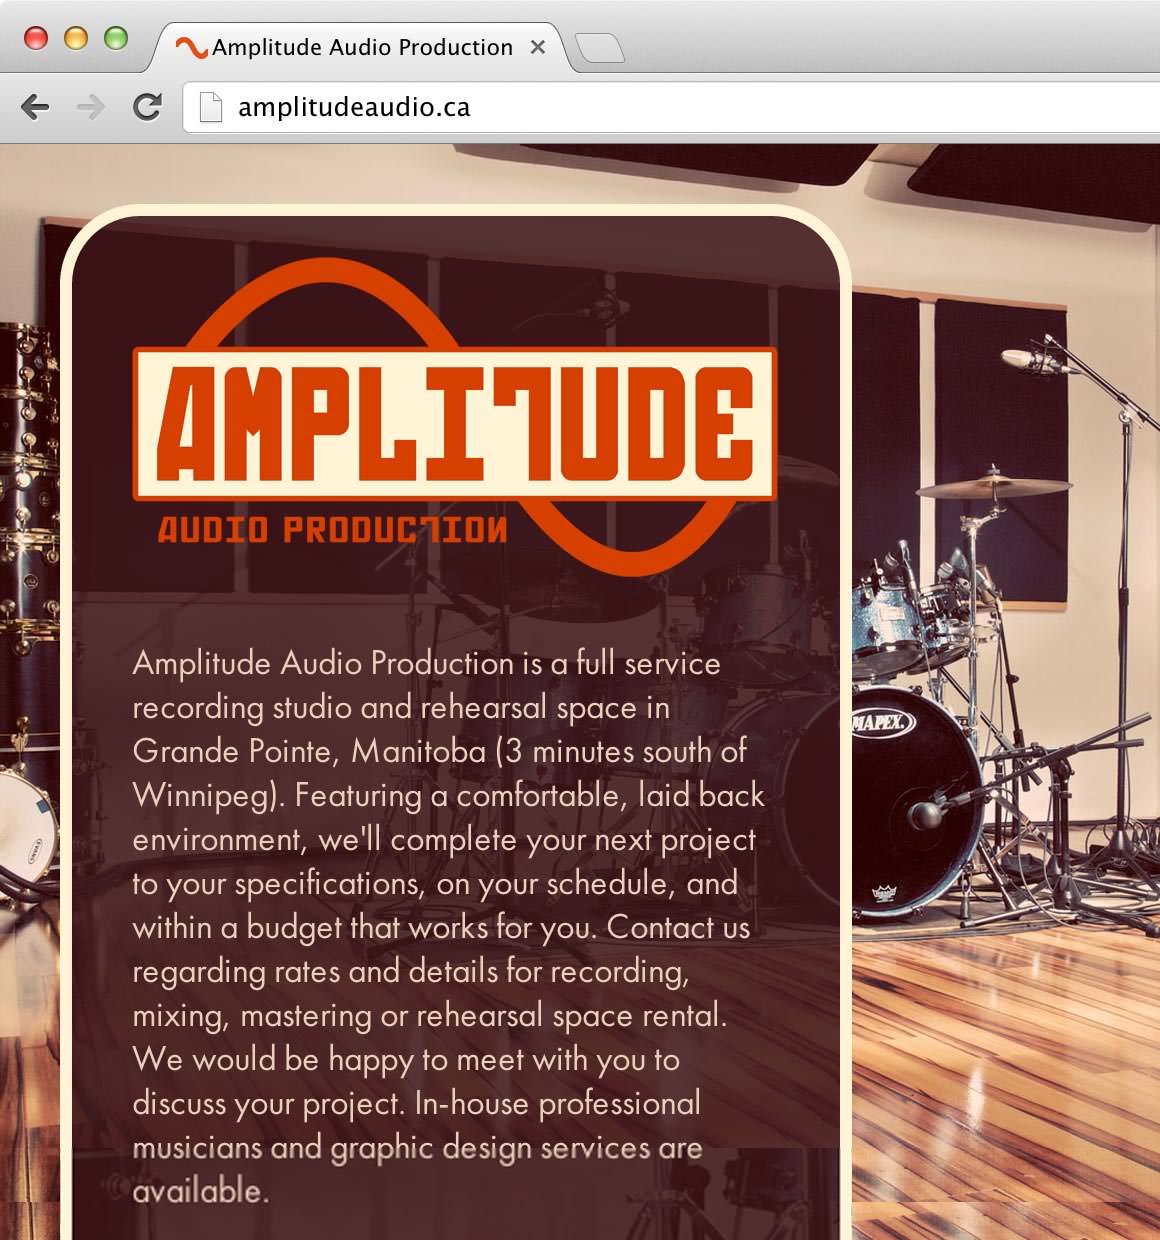 Amplitude Audio Production
amplitudeaudio.ca
AMPLITUDE
AUDIO PRODUCTION
Amplitude Audio Production is a full service
recording studio and rehearsal space in
Grande Pointe, Manitoba (3 minutes south of
Winnipeg). Featuring a comfortable, laid back
environment, we'll complete your next project
to your specifications, on your schedule, and
within a budget that works for you. Contact us
regarding rates and details for recording,
mixing, mastering or rehearsal space rental.
We would be happy to meet with you to
discuss your project. In-house professional
musicians and graphic design services are
available.
MAPEX